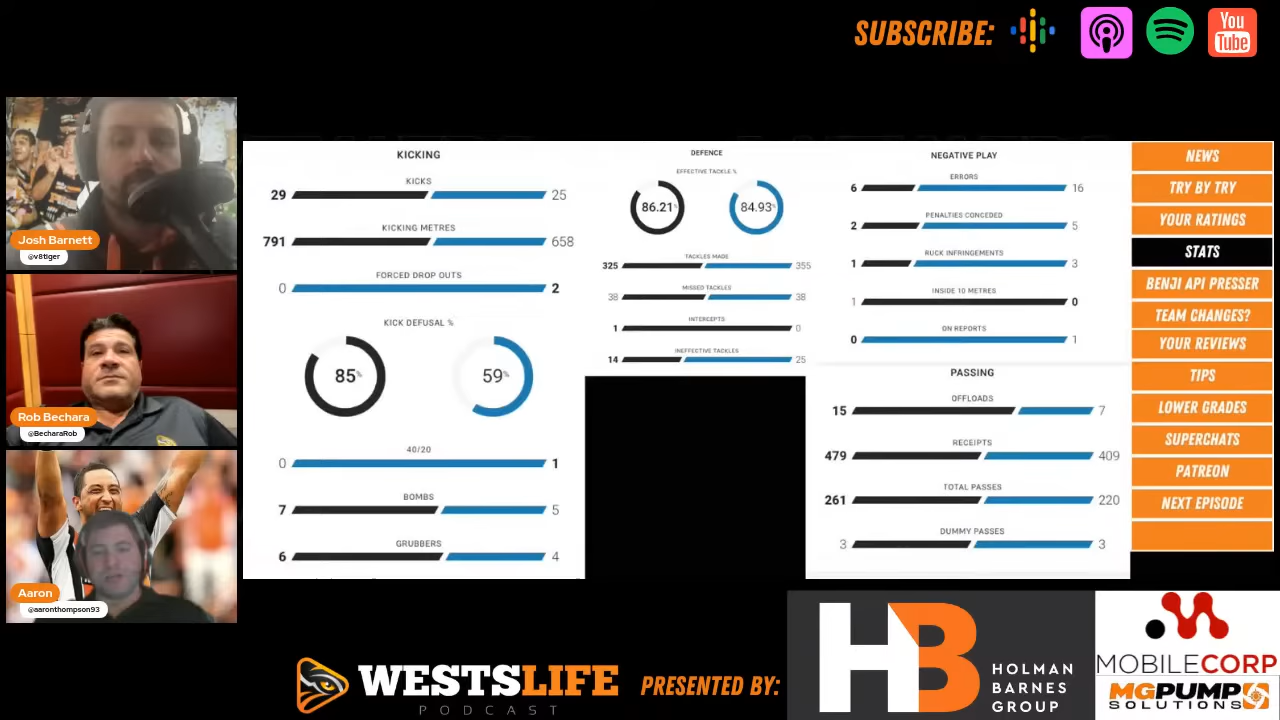 SUBSCRIBE:
You
Tube
Josh Barnett
@v8tiger
Rob Bechara
@BecharaRob
Aaron
@aaronthompson93
KICKING
KICKS
29 25
KICKING METRES
791 658
FORCED DROP OUTS
0 2
KICK DEFUSAL %
85% 59%
40/20
0 1
BOMBS
7 5
GRUBBERS
6 4
DEFENCE
EFFECTIVE TACKLE %
86.21% 84.93%
TACKLES MADE
325 355
MISSED TACKLES
38 38
INTERCEPTS
1 0
INEFFECTIVE TACKLES
14 25
NEGATIVE PLAY
ERRORS
6 16
PENALTIES CONCEDED
2 5
RUCK INFRINGEMENTS
1 3
INSIDE 10 METRES
1 0
ON REPORTS
0 1
PASSING
OFFLOADS
15 7
RECEIPTS
479 409
TOTAL PASSES
261 220
DUMMY PASSES
3 3
NEWS
TRY BY TRY
YOUR RATINGS
STATS
BENJI API PRESSER
TEAM CHANGES?
YOUR REVIEWS
TIPS
LOWER GRADES
SUPERCHATS
PATREON
NEXT EPISODE
WESTSLIFE
PODCAST
PRESENTED BY:
HB
HOLMAN
BARNES
GROUP
MOBILECORP
MGPUMP
SOLUTIONS